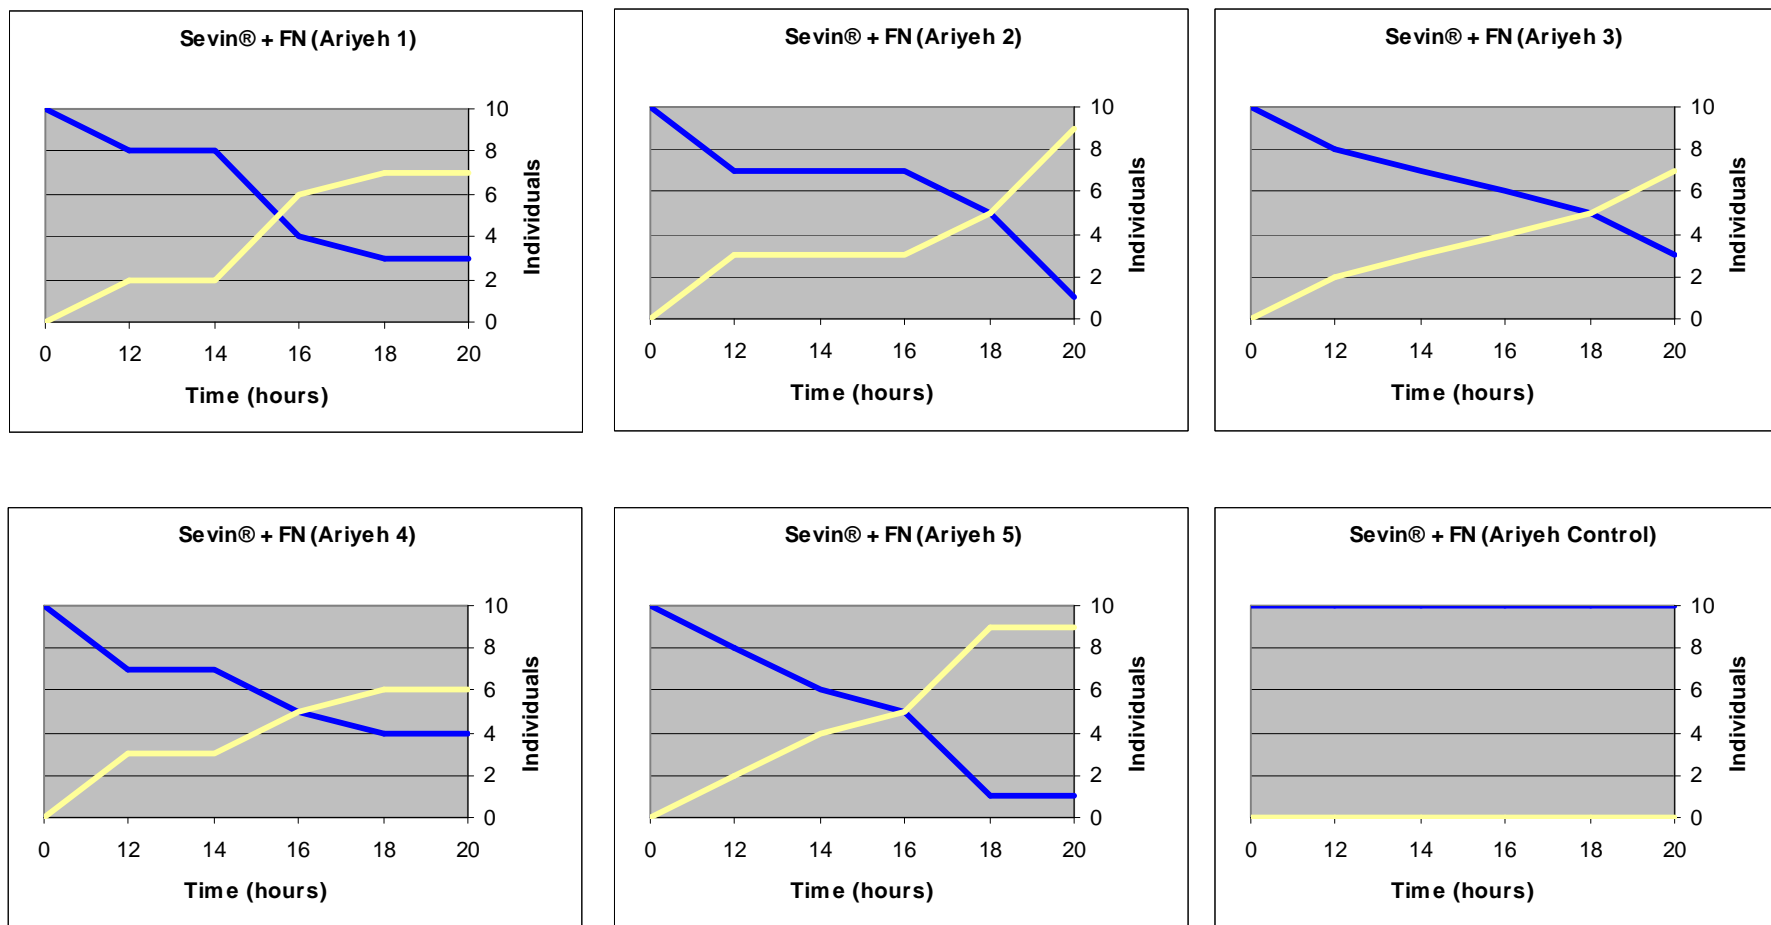 Sevin® + FN (Ariyeh 1)
10
8
6
4
2
0
Individuals
0 12 14 16 18 20
Time (hours)
Sevin® + FN (Ariyeh 2)
10
8
6
4
2
0
Individuals
0 12 14 16 18 20
Time (hours)
Sevin® + FN (Ariyeh 3)
10
8
6
4
2
0
Individuals
0 12 14 16 18 20
Time (hours)
Sevin® + FN (Ariyeh 4)
10
8
6
4
2
0
Individuals
0 12 14 16 18 20
Time (hours)
Sevin® + FN (Ariyeh 5)
10
8
6
4
2
0
Individuals
0 12 14 16 18 20
Time (hours)
Sevin® + FN (Ariyeh Control)
10
8
6
4
2
0
Individuals
0 12 14 16 18 20
Time (hours)